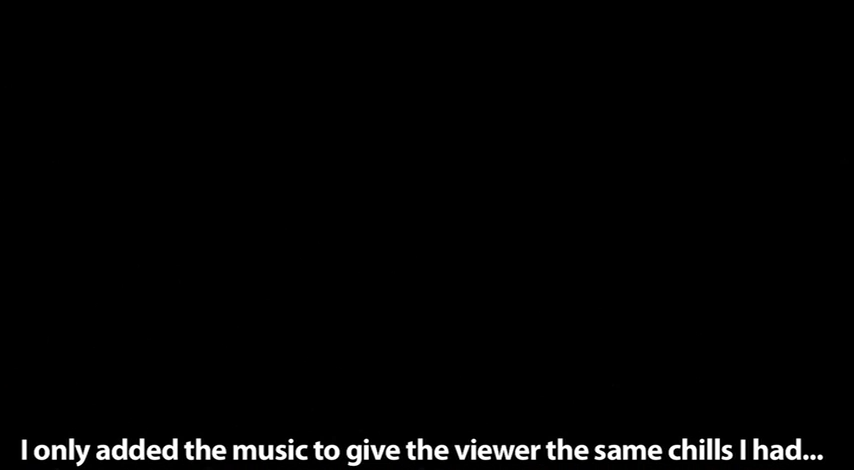 I only added the music to give the viewer the same chills I had...